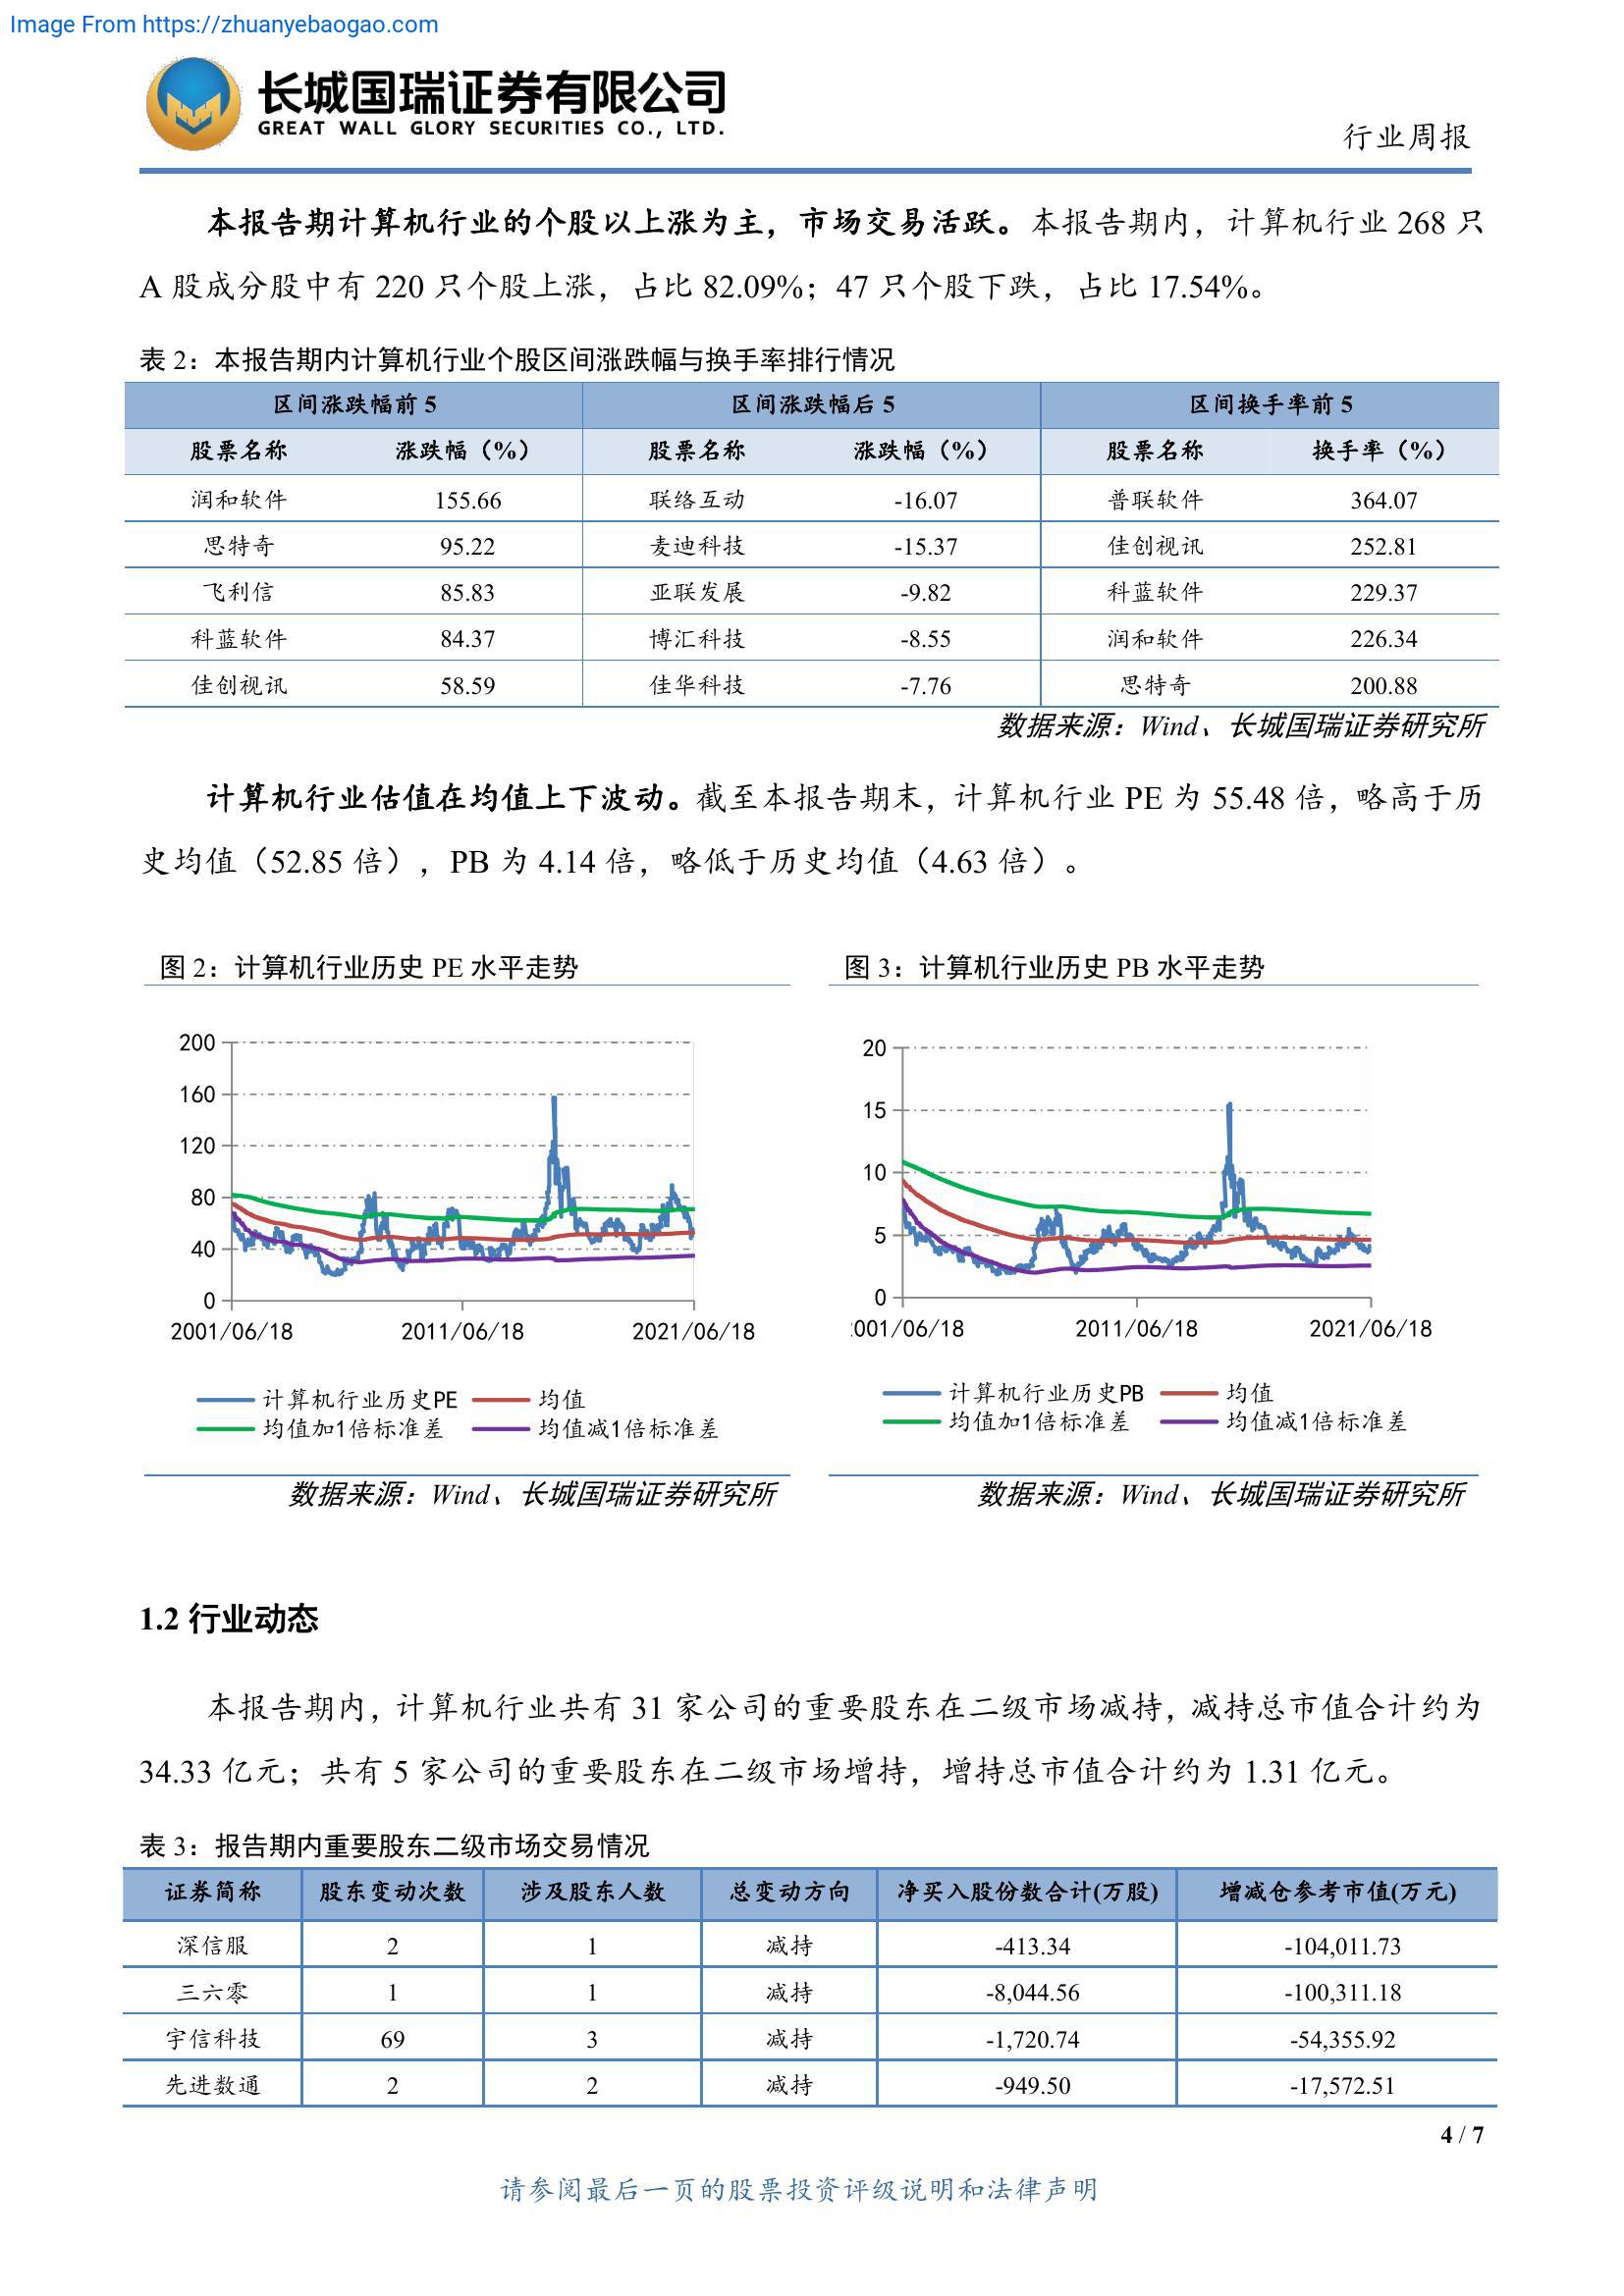 Image From https://zhuanyebaogao.com
长城国瑞证券有限公司
GREAT WALL GLORY SECURITIES CO., LTD.
行业周报
本报告期计算机行业的个股以上涨为主，市场交易活跃。本报告期内，计算机行业 268 只
A 股成分股中有 220 只个股上涨，占比 82.09%；47 只个股下跌，占比 17.54%。
表 2：本报告期内计算机行业个股区间涨跌幅与换手率排行情况
区间涨跌幅前 5 区间涨跌幅后 5 区间换手率前 5
股票名称 涨跌幅（%） 股票名称 涨跌幅（%） 股票名称 换手率（%）
润和软件 155.66 联络互动 -16.07 普联软件 364.07
思特奇 95.22 麦迪科技 -15.37 佳创视讯 252.81
飞利信 85.83 亚联发展 -9.82 科蓝软件 229.37
科蓝软件 84.37 博汇科技 -8.55 润和软件 226.34
佳创视讯 58.59 佳华科技 -7.76 思特奇 200.88
数据来源：Wind、长城国瑞证券研究所
计算机行业估值在均值上下波动。截至本报告期末，计算机行业 PE 为 55.48 倍，略高于历
史均值（52.85 倍），PB 为 4.14 倍，略低于历史均值（4.63 倍）。
图 2：计算机行业历史 PE 水平走势
200
160
120
80
40
0
2001/06/18 2011/06/18 2021/06/18
计算机行业历史PE 均值
均值加1倍标准差 均值减1倍标准差
数据来源：Wind、长城国瑞证券研究所
图 3：计算机行业历史 PB 水平走势
20
15
10
5
0
001/06/18 2011/06/18 2021/06/18
计算机行业历史PB 均值
均值加1倍标准差 均值减1倍标准差
数据来源：Wind、长城国瑞证券研究所
1.2 行业动态
本报告期内，计算机行业共有 31 家公司的重要股东在二级市场减持，减持总市值合计约为
34.33 亿元；共有 5 家公司的重要股东在二级市场增持，增持总市值合计约为 1.31 亿元。
表 3：报告期内重要股东二级市场交易情况
证券简称 股东变动次数 涉及股东人数 总变动方向 净买入股份数合计(万股) 增减仓参考市值(万元)
深信服 2 1 减持 -413.34 -104,011.73
三六零 1 1 减持 -8,044.56 -100,311.18
宇信科技 69 3 减持 -1,720.74 -54,355.92
先进数通 2 2 减持 -949.50 -17,572.51
4 / 7
请参阅最后一页的股票投资评级说明和法律声明